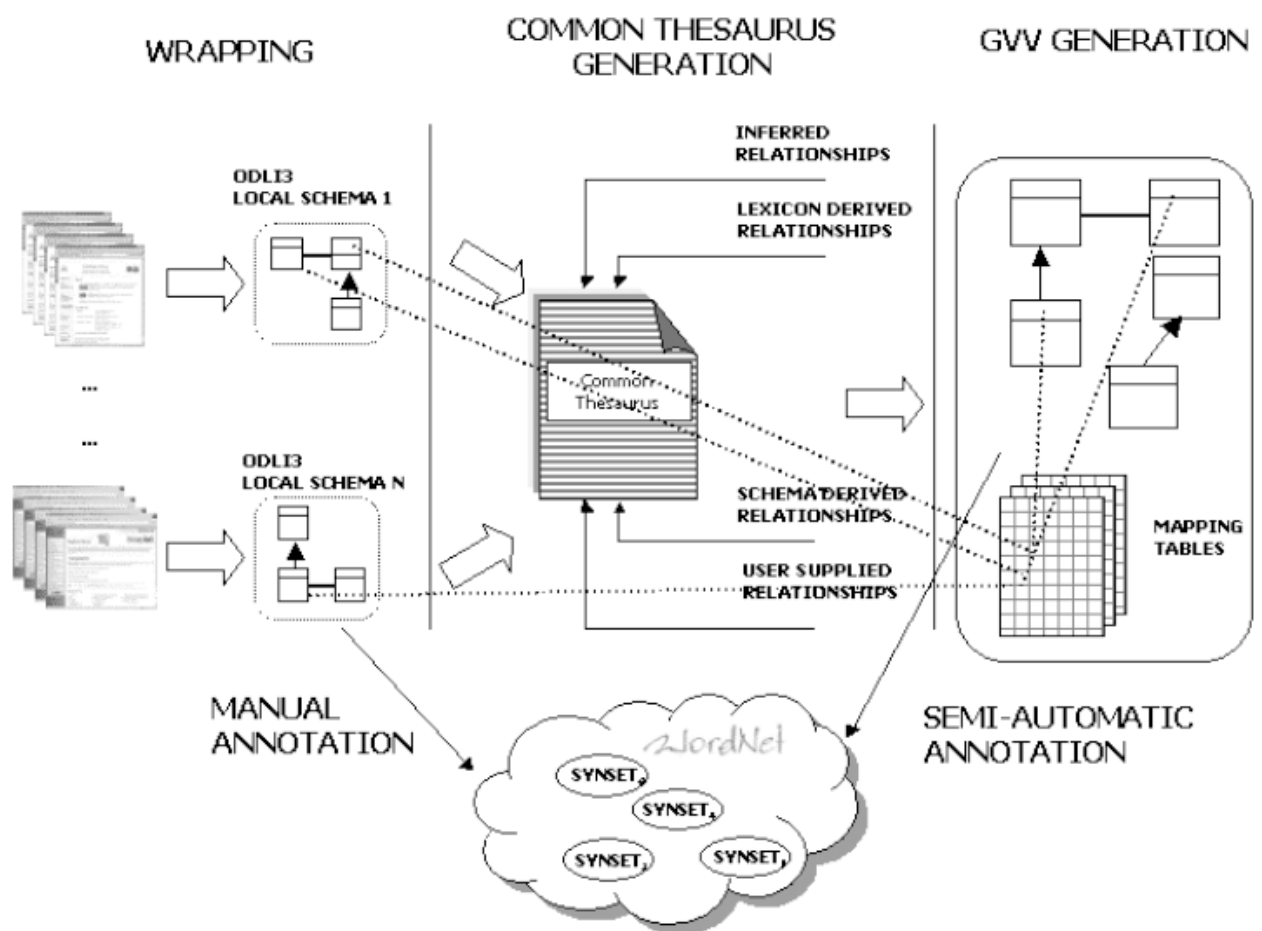 WRAPPING
COMMON THESAURUS
GENERATION
GVV GENERATION
INFERRED
RELATIONSHIPS
ODLI3
LOCAL SCHEMA 1
LEXICON DERIVED
RELATIONSHIPS
Common
Thesaurus
...
...
ODLI3
LOCAL SCHEMA N
SCHEMA DERIVED
RELATIONSHIPS
MAPPING
TABLES
USER SUPPLIED
RELATIONSHIPS
MANUAL
ANNOTATION
SEMI-AUTOMATIC
ANNOTATION
WordNet
SYNSET
SYNSET
SYNSET
SYNSET